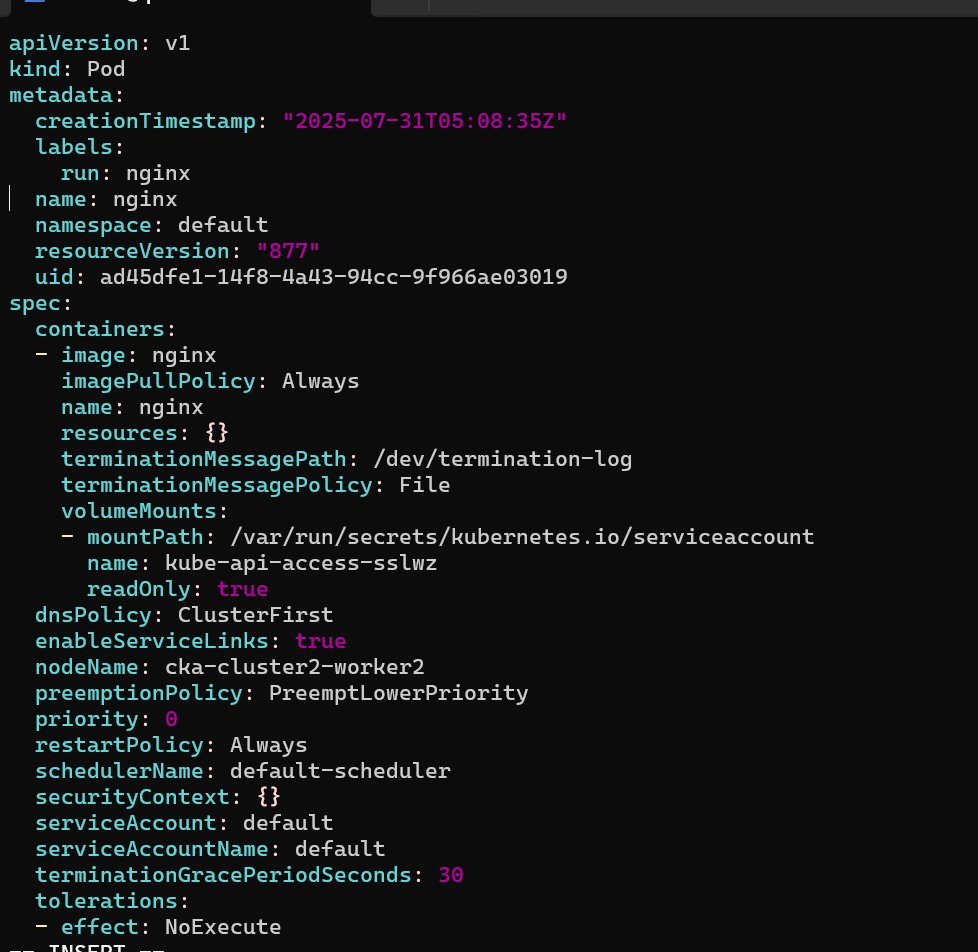 apiVersion: v1
kind: Pod
metadata:
  creationTimestamp: "2025-07-31T05:08:35Z"
  labels:
    run: nginx
  name: nginx
  namespace: default
  resourceVersion: "877"
  uid: ad45dfe1-14f8-4a43-94cc-9f966ae03019
spec:
  containers:
  - image: nginx
    imagePullPolicy: Always
    name: nginx
    resources: {}
    terminationMessagePath: /dev/termination-log
    terminationMessagePolicy: File
    volumeMounts:
    - mountPath: /var/run/secrets/kubernetes.io/serviceaccount
      name: kube-api-access-sslwz
      readOnly: true
  dnsPolicy: ClusterFirst
  enableServiceLinks: true
  nodeName: cka-cluster2-worker2
  preemptionPolicy: PreemptLowerPriority
  priority: 0
  restartPolicy: Always
  schedulerName: default-scheduler
  securityContext: {}
  serviceAccount: default
  serviceAccountName: default
  terminationGracePeriodSeconds: 30
  tolerations:
  - effect: NoExecute
-- INSERT --